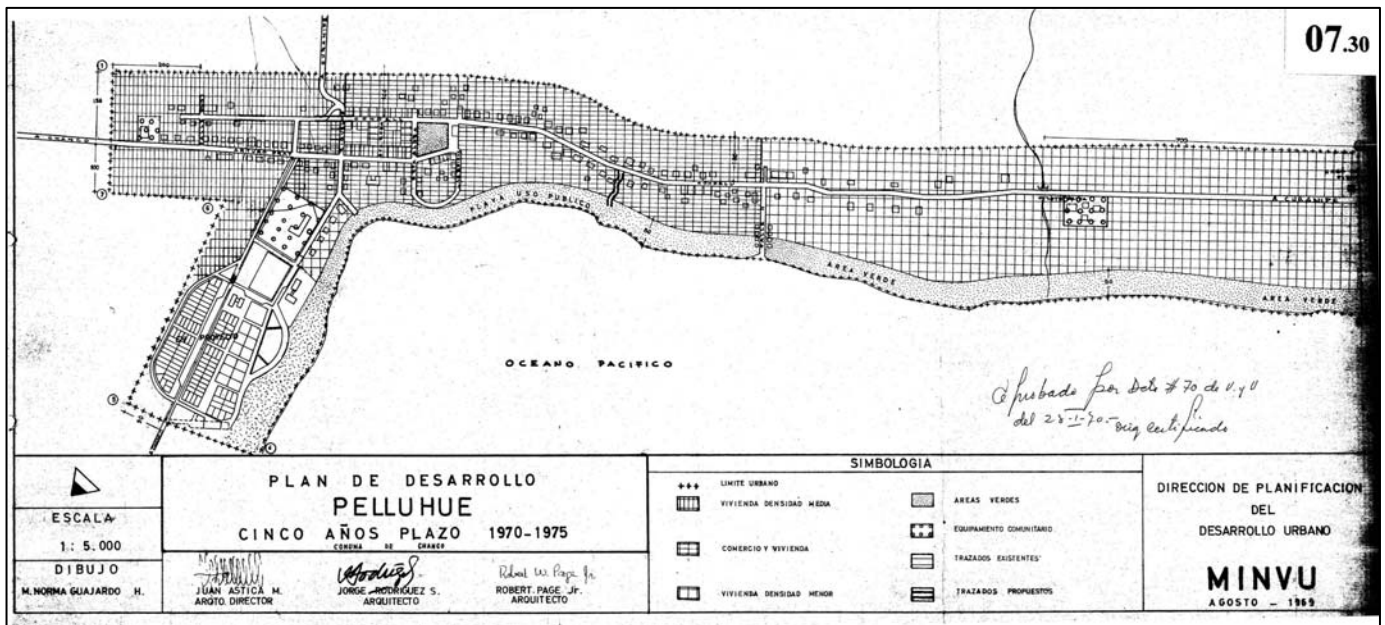 07.30
PLAYA USO PUBLICO
AREA VERDE
AREA VERDE
A CURANIPE
OCEANO PACIFICO
Aprobado por Dcto # 70 de V. y U
del 28-I-70.- orig certificado
ESCALA
1: 5.000
DIBUJO
M. NORMA GUAJARDO H.
PLAN DE DESARROLLO
PELLUHUE
CINCO AÑOS PLAZO 1970-1975
COMUNA DE CHANCO
JUAN ASTICA M.
ARQTO. DIRECTOR
JORGE RODRIGUEZ S.
ARQUITECTO
Robert W. Page Jr.
ROBERT. PAGE. Jr.
ARQUITECTO
SIMBOLOGIA
LIMITE URBANO
VIVIENDA DENSIDAD MEDIA
COMERCIO Y VIVIENDA
VIVIENDA DENSIDAD MENOR
AREAS VERDES
EQUIPAMIENTO COMUNITARIO
TRAZADOS EXISTENTES
TRAZADOS PROPUESTOS
DIRECCION DE PLANIFICACION
DEL
DESARROLLO URBANO
MINVU
AGOSTO - 1969